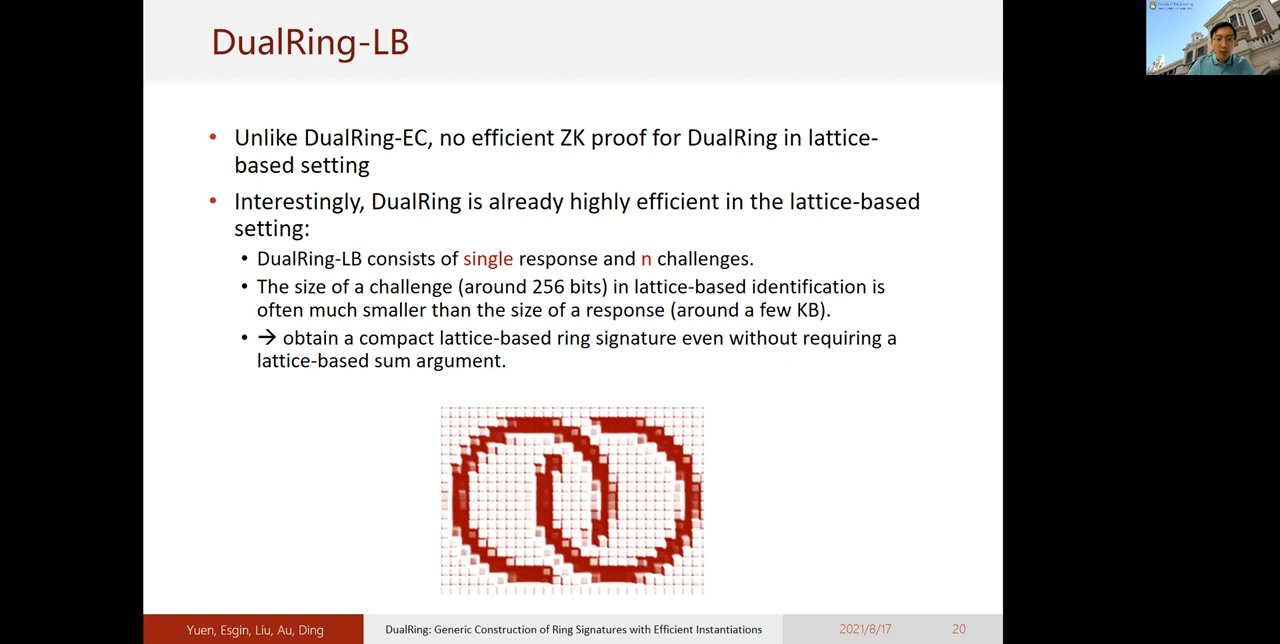 DualRing-LB
• Unlike DualRing-EC, no efficient ZK proof for DualRing in lattice-
based setting
• Interestingly, DualRing is already highly efficient in the lattice-based
setting:
• DualRing-LB consists of single response and n challenges.
• The size of a challenge (around 256 bits) in lattice-based identification is
often much smaller than the size of a response (around a few KB).
• → obtain a compact lattice-based ring signature even without requiring a
lattice-based sum argument.
Yuen, Esgin, Liu, Au, Ding
DualRing: Generic Construction of Ring Signatures with Efficient Instantiations
2021/8/17
20